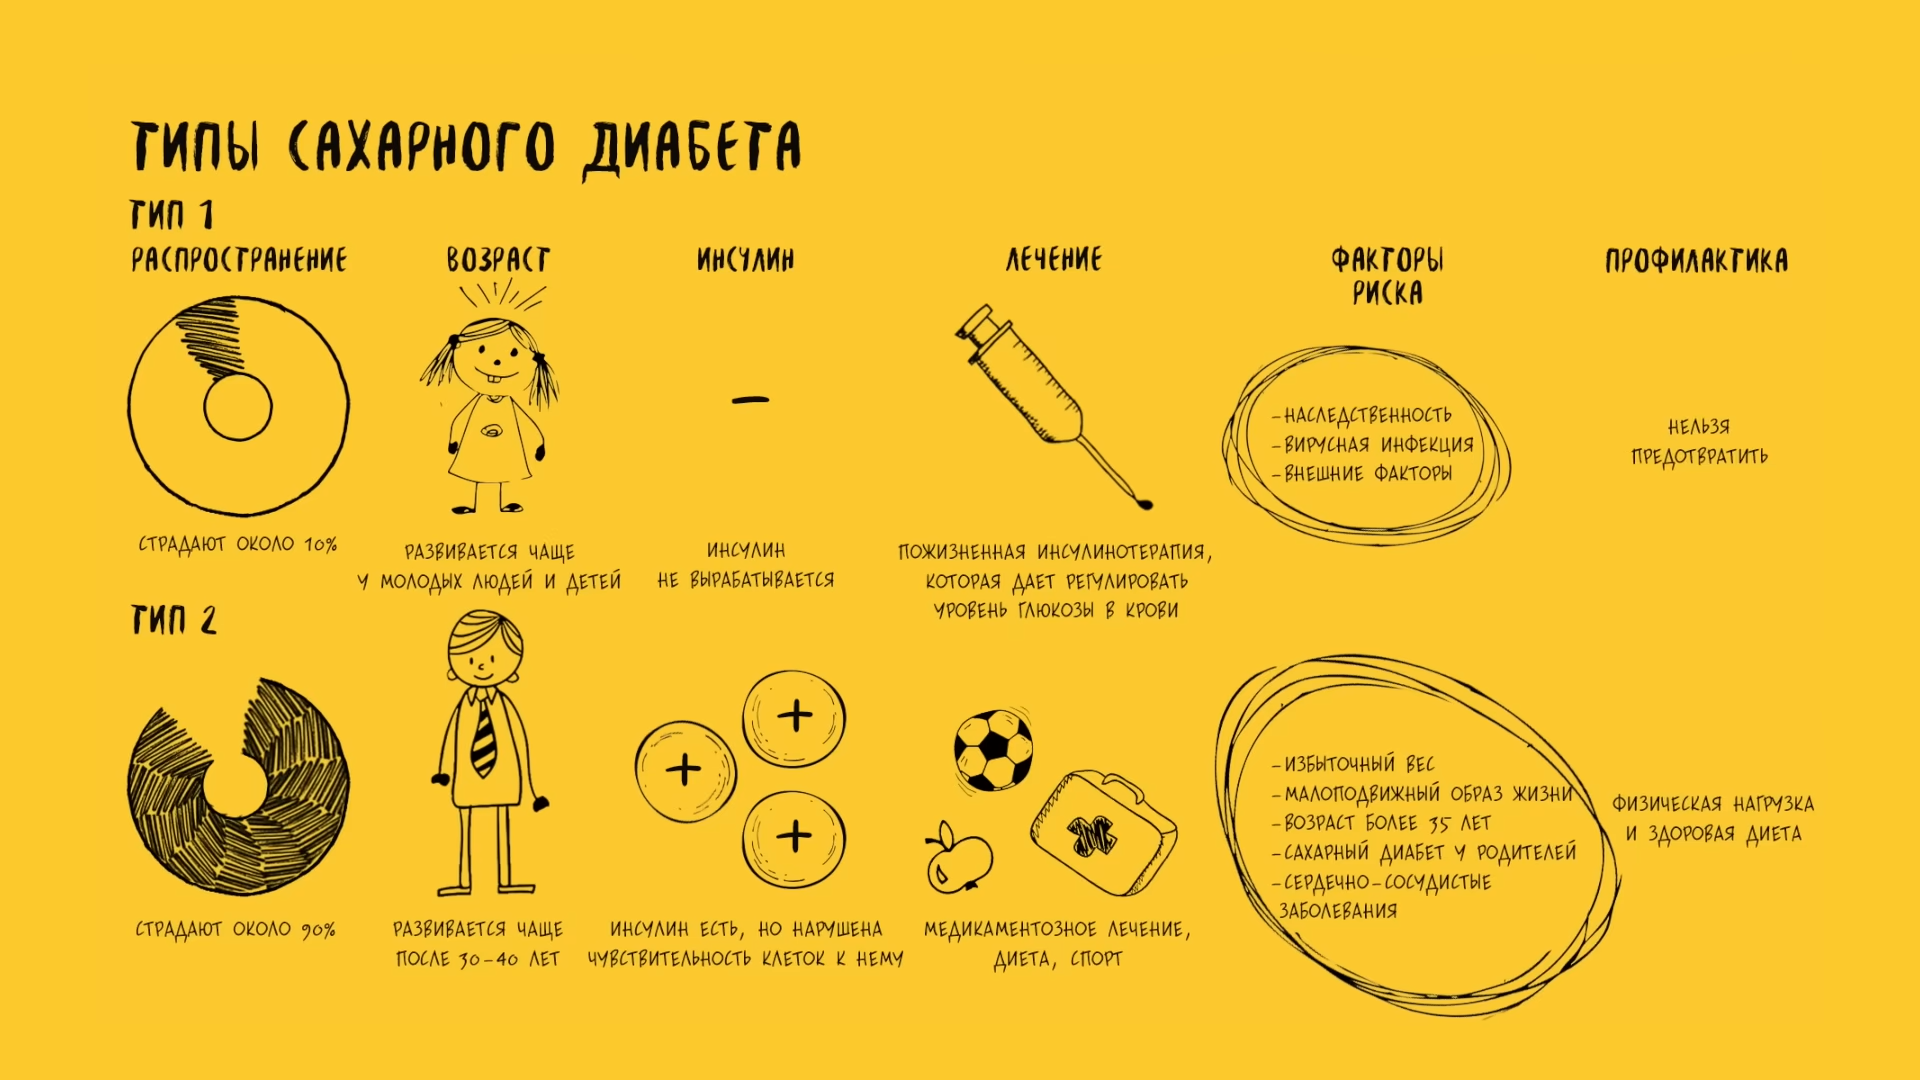 ТИПЫ САХАРНОГО ДИАБЕТА
ТИП 1
РАСПРОСТРАНЕНИЕ
ВОЗРАСТ
ИНСУЛИН
ЛЕЧЕНИЕ
ФАКТОРЫ
РИСКА
ПРОФИЛАКТИКА
СТРАДАЮТ ОКОЛО 10%
РАЗВИВАЕТСЯ ЧАЩЕ
У МОЛОДЫХ ЛЮДЕЙ И ДЕТЕЙ
–
ИНСУЛИН
НЕ ВЫРАБАТЫВАЕТСЯ
ПОЖИЗНЕННАЯ ИНСУЛИНОТЕРАПИЯ,
КОТОРАЯ ДАЕТ РЕГУЛИРОВАТЬ
УРОВЕНЬ ГЛЮКОЗЫ В КРОВИ
–НАСЛЕДСТВЕННОСТЬ
–ВИРУСНАЯ ИНФЕКЦИЯ
–ВНЕШНИЕ ФАКТОРЫ
НЕЛЬЗЯ
ПРЕДОТВРАТИТЬ
ТИП 2
СТРАДАЮТ ОКОЛО 90%
РАЗВИВАЕТСЯ ЧАЩЕ
ПОСЛЕ 30–40 ЛЕТ
+
+
+
ИНСУЛИН ЕСТЬ, НО НАРУШЕНА
ЧУВСТВИТЕЛЬНОСТЬ КЛЕТОК К НЕМУ
МЕДИКАМЕНТОЗНОЕ ЛЕЧЕНИЕ,
ДИЕТА, СПОРТ
–ИЗБЫТОЧНЫЙ ВЕС
–МАЛОПОДВИЖНЫЙ ОБРАЗ ЖИЗНИ
–ВОЗРАСТ БОЛЕЕ 35 ЛЕТ
–САХАРНЫЙ ДИАБЕТ У РОДИТЕЛЕЙ
–СЕРДЕЧНО–СОСУДИСТЫЕ
ЗАБОЛЕВАНИЯ
ФИЗИЧЕСКАЯ НАГРУЗКА
И ЗДОРОВАЯ ДИЕТА